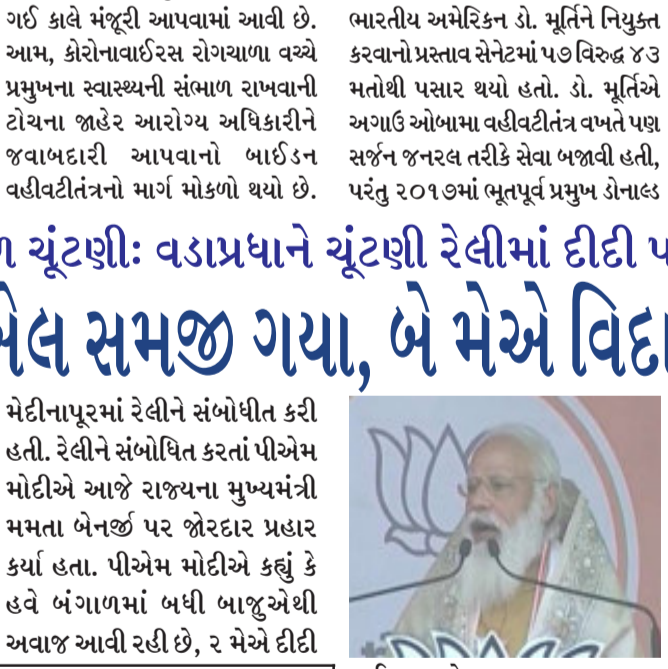 ગઈ કાલે મંજૂરી આપવામાં આવી છે.
આમ, કોરોનાવાઈરસ રોગચાળા વચ્ચે
પ્રમુખના સ્વાસ્થ્યની સંભાળ રાખવાની
ટોચના જાહેર આરોગ્ય અધિકારીને
જવાબદારી આપવાનો બાઈડન
વહીવટીતંત્રનો માર્ગ મોકળો થયો છે.
ભારતીય અમેરિકન ડો. મૂર્તિને નિયુક્ત
કરવાનો પ્રસ્તાવ સેનેટમાં ૫૭ વિરુદ્ધ ૪૩
મતોથી પસાર થયો હતો. ડો. મૂર્તિએ
અગાઉ ઓબામા વહીવટીતંત્ર વખતે પણ
સર્જન જનરલ તરીકે સેવા બજાવી હતી,
પરંતુ ૨૦૧૭માં ભૂતપૂર્વ પ્રમુખ ડોનાલ્ડ
ચૂંટણીઃ વડાપ્રધાને ચૂંટણી રેલીમાં દીદી
સમજી ગયા, બે મેએ
મેદીનાપૂરમાં રેલીને સંબોધીત કરી
હતી. રેલીને સંબોધિત કરતાં પીએમ
મોદીએ આજે રાજ્યના મુખ્યમંત્રી
મમતા બેનર્જી પર જોરદાર પ્રહાર
કર્યા હતા. પીએમ મોદીએ કહ્યું કે
હવે બંગાળમાં બધી બાજુએથી
અવાજ આવી રહી છે, ૨ મેએ દીદી